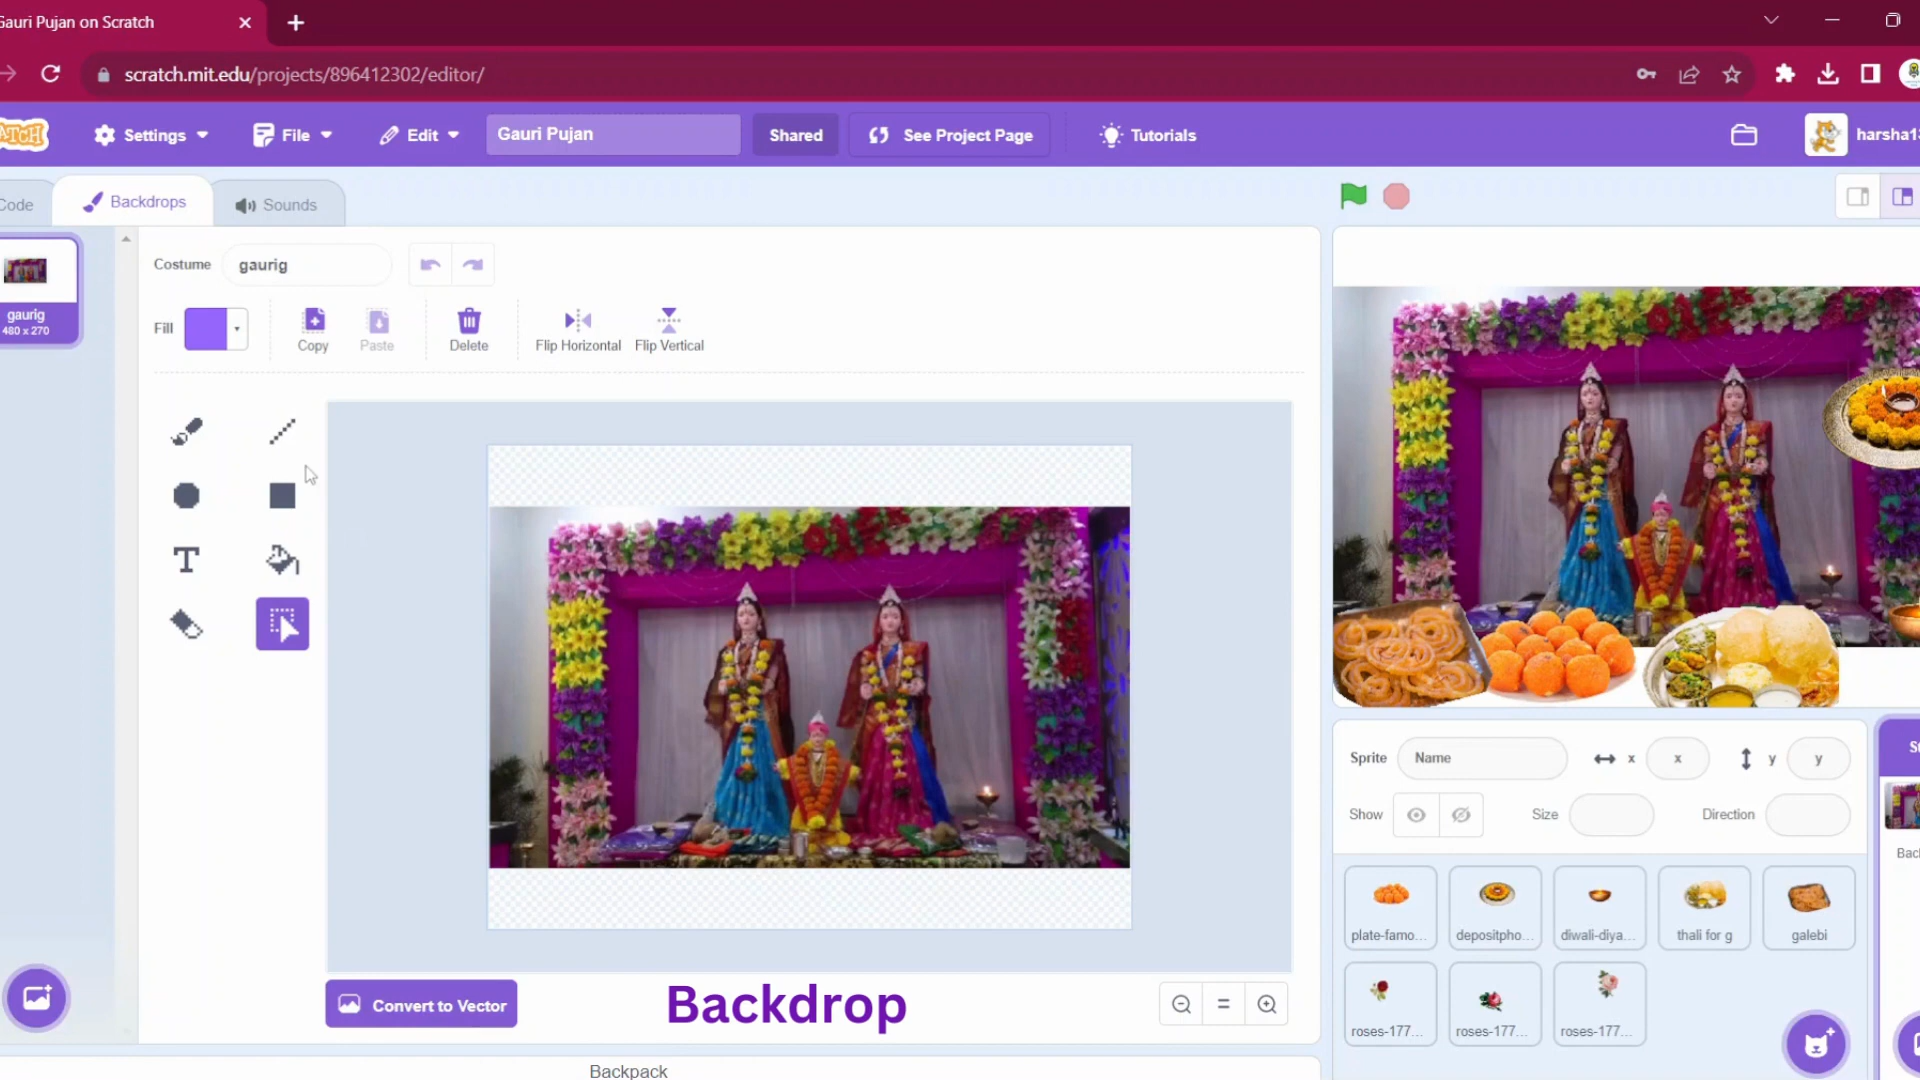 Gauri Pujan on Scratch
scratch.mit.edu/projects/896412302/editor/
Settings
File
Edit
Gauri Pujan
Shared
See Project Page
Tutorials
harsha1
Code
Backdrops
Sounds
Costume
gaurig
Fill
Copy
Paste
Delete
Flip Horizontal
Flip Vertical
gaurig
480 x 270
T
Convert to Vector
Backdrop
Backpack
Sprite
Name
x
x
y
y
Show
Size
Direction
plate-famo...
depositpho...
diwali-diya...
thali for g
galebi
roses-177...
roses-177...
roses-177...